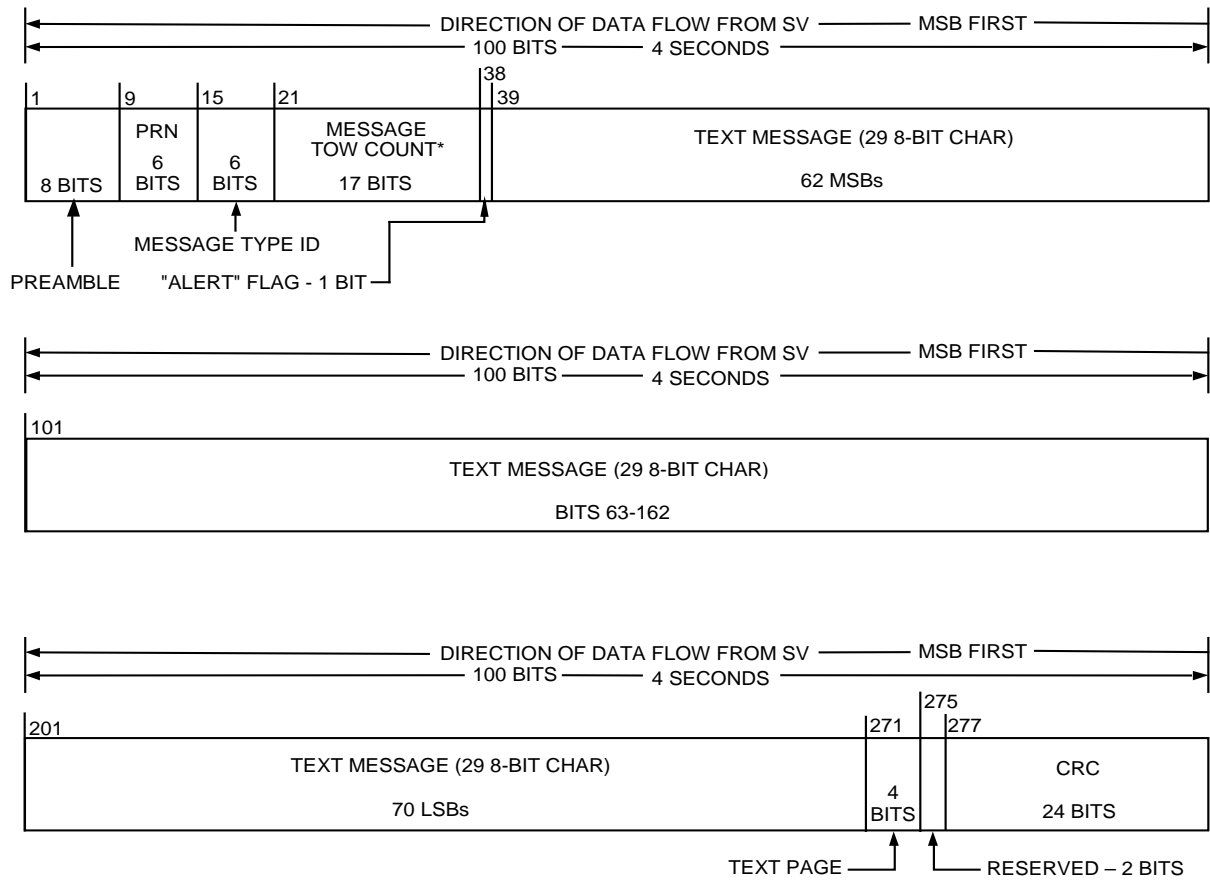 DIRECTION OF DATA FLOW FROM SV MSB FIRST
100 BITS 4 SECONDS
38
1 9 15 21 39
PRN
6
BITS
MESSAGE
TOW COUNT*
17 BITS
TEXT MESSAGE (29 8-BIT CHAR)
62 MSBs
8 BITS
6
BITS
MESSAGE TYPE ID
PREAMBLE "ALERT" FLAG - 1 BIT
DIRECTION OF DATA FLOW FROM SV MSB FIRST
100 BITS 4 SECONDS
101
TEXT MESSAGE (29 8-BIT CHAR)
BITS 63-162
DIRECTION OF DATA FLOW FROM SV MSB FIRST
100 BITS 4 SECONDS
275
201 271 277
TEXT MESSAGE (29 8-BIT CHAR)
70 LSBs
4
BITS
CRC
24 BITS
TEXT PAGE RESERVED – 2 BITS